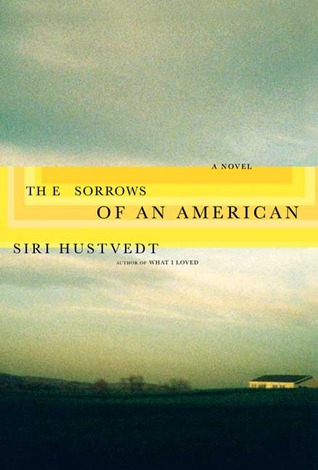 A NOVEL
THE SORROWS
OF AN AMERICAN
SIRI HUSTVEDT
AUTHOR OF WHAT I LOVED